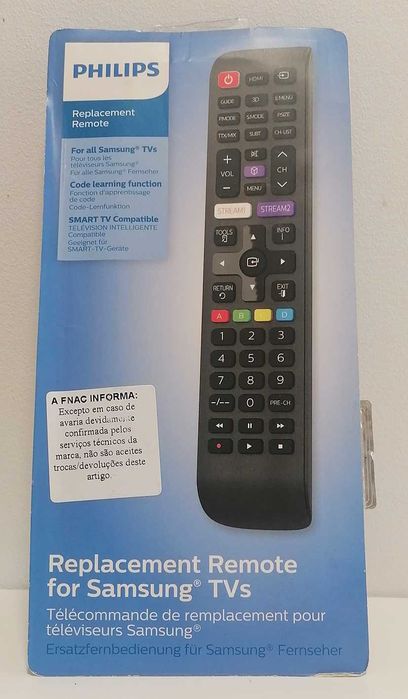 PHILIPS
Replacement
Remote
For all Samsung® TVs
Pour tous les
téléviseurs Samsung®
Für alle Samsung® Fernseher
Code learning function
Fonction d'apprentissage
de code
Code-Lernfunktion
SMART TV Compatible
TÉLÉVISION INTELLIGENTE
Compatible
Geeignet für
SMART-TV-Geräte
HDMI
GUIDE 3D E.MENU
P.MODE S.MODE P.SIZE
TTX/MIX SUBT CH LIST
+
VOL CH
− MENU
STREAM1 STREAM2
TOOLS INFO
i
RETURN EXIT
A B C D
1 2 3
4 5 6
7 8 9
-/-- 0 PRE-CH
A FNAC INFORMA:
Excepto em caso de
avaria devidamente
confirmada pelos
serviços técnicos da
marca, não são aceites
trocas/devoluções deste
artigo.
Replacement Remote
for Samsung® TVs
Télécommande de remplacement pour
téléviseurs Samsung®
Ersatzfernbedienung für Samsung® Fernseher